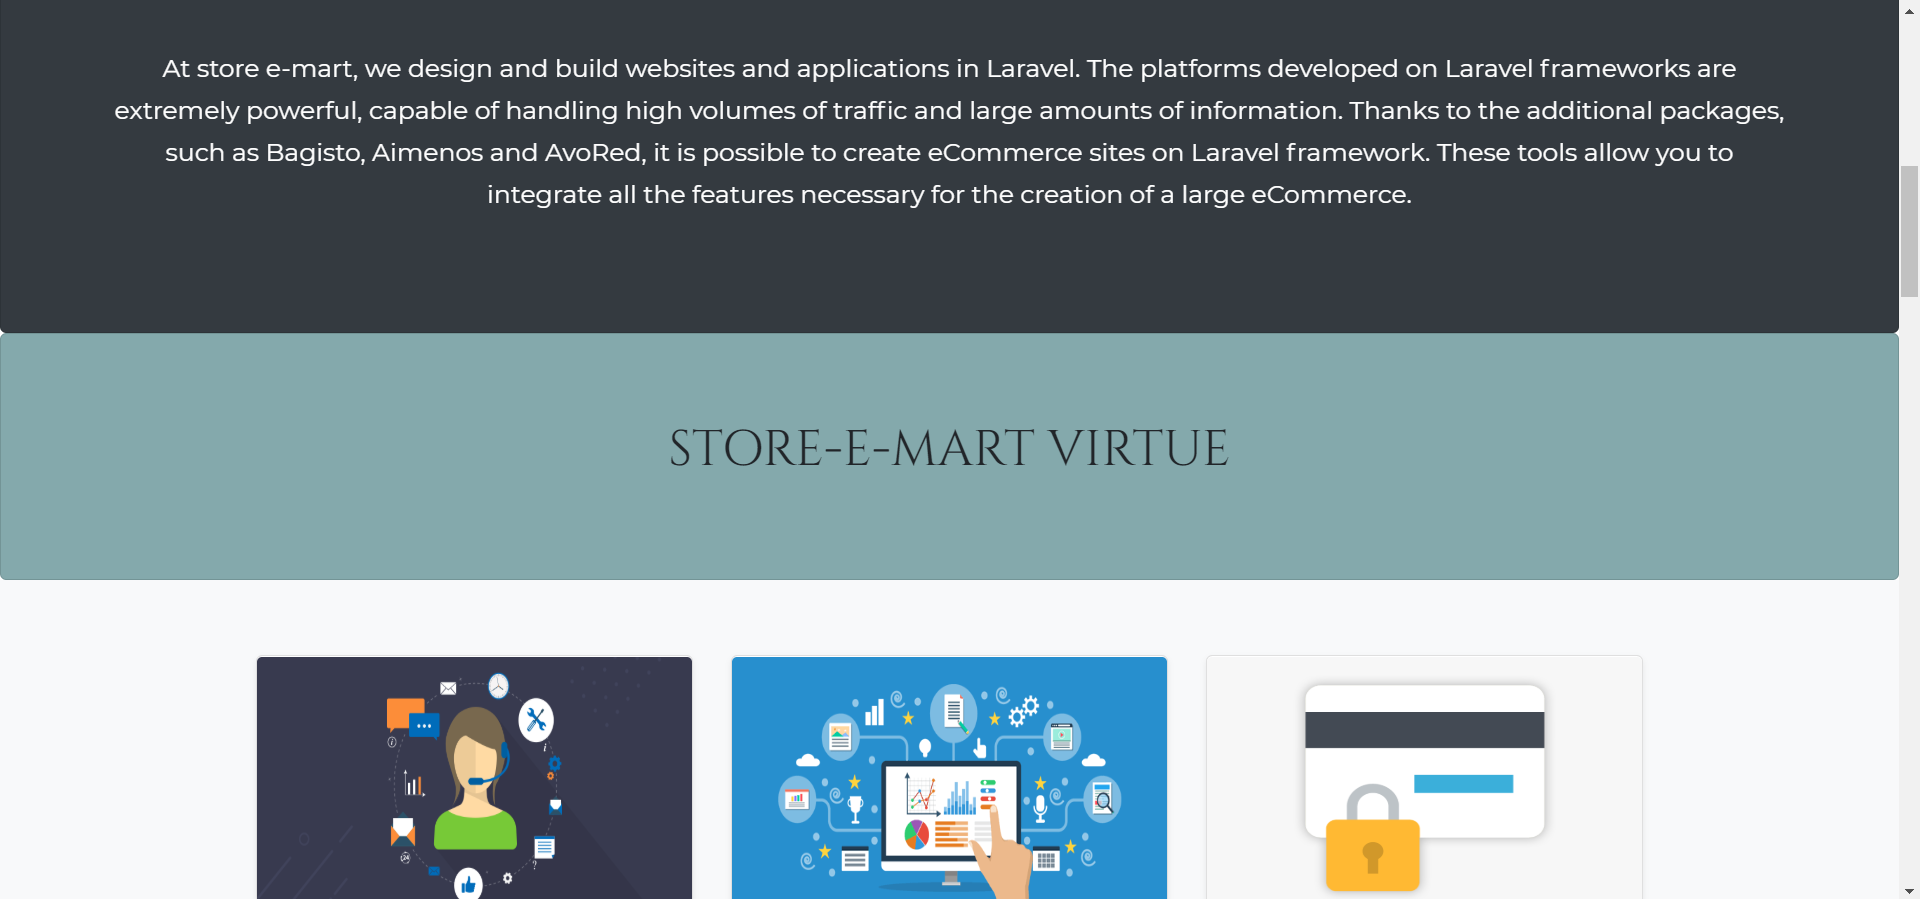 At store e-mart, we design and build websites and applications in Laravel. The platforms developed on Laravel frameworks are
extremely powerful, capable of handling high volumes of traffic and large amounts of information. Thanks to the additional packages,
such as Bagisto, Aimenos and AvoRed, it is possible to create eCommerce sites on Laravel framework. These tools allow you to
integrate all the features necessary for the creation of a large eCommerce.
STORE-E-MART VIRTUE